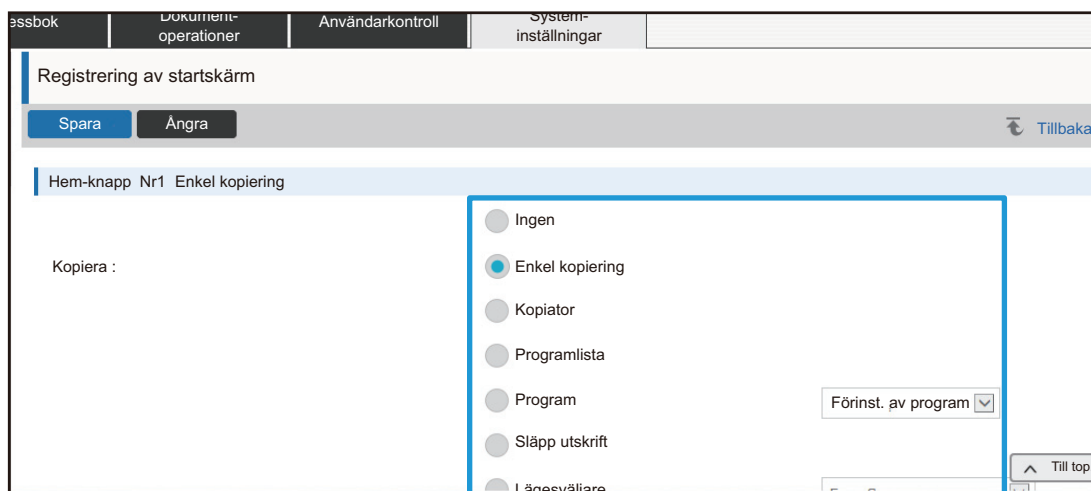 essbok
Dokument-
operationer
Användarkontroll
System-
inställningar
Registrering av startskärm
Spara
Ångra
Tillbaka
Hem-knapp Nr1 Enkel kopiering
Ingen
Kopiera :
Enkel kopiering
Kopiator
Programlista
Program
Förinst. av program
Släpp utskrift
Till top
Lägesväljare